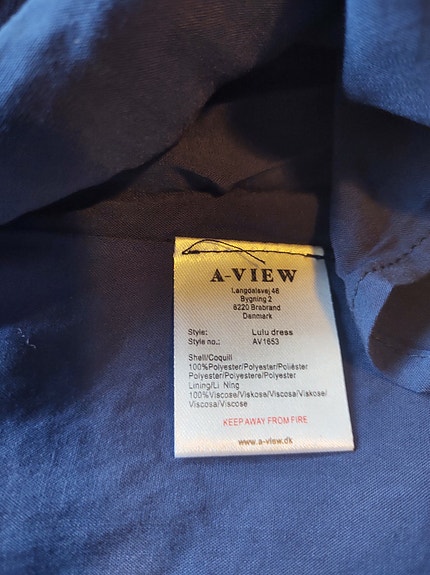 A-VIEW
Langdalsvej 46
Bygning 2
8220 Brabrand
Denmark
Style: Lulu dress
Style no.: AV1653
Shell/Coquill
100%Polyester/Polyester/Poliéster
Polyester/Polyestere/Polyester
Lining/Li Ning
100%Viscose/Viskose/Viscosa/Viskose/
Viscosa/Viscose
KEEP AWAY FROM FIRE
www.a-view.dk